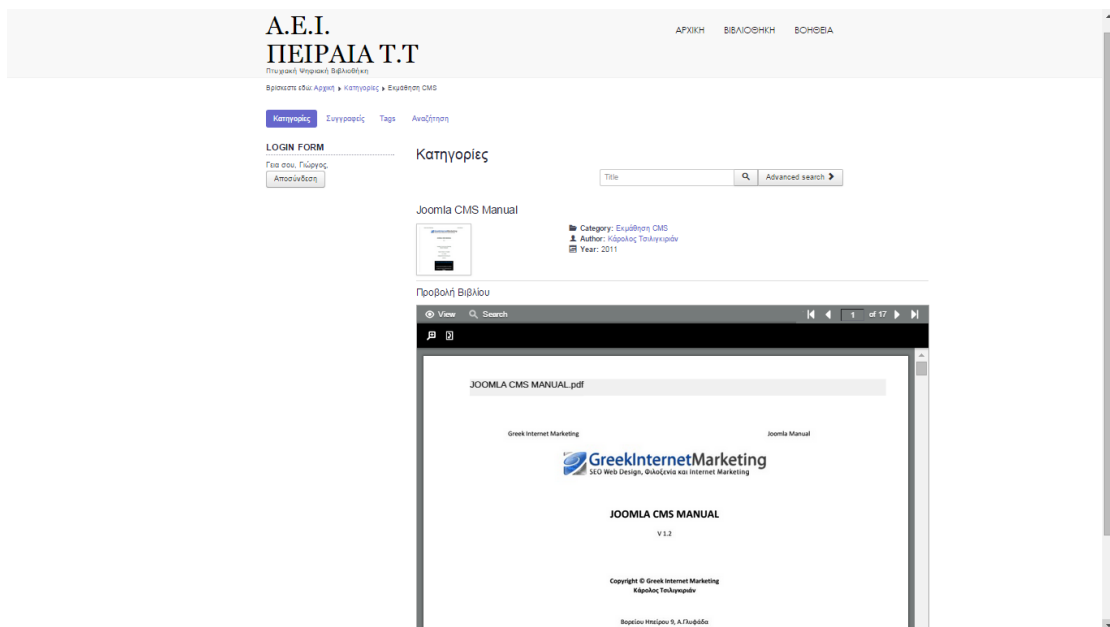 Α.Ε.Ι.
ΠΕΙΡΑΙΑ Τ.Τ
Πτυχιακή Ψηφιακή Βιβλιοθήκη
ΑΡΧΙΚΗ ΒΙΒΛΙΟΘΗΚΗ ΒΟΗΘΕΙΑ
Βρίσκεστε εδώ: Αρχική Κατηγορίες Εκμάθηση CMS
Κατηγορίες Συγγραφείς Tags Αναζήτηση
LOGIN FORM
Γεια σου, Γιώργος,
Αποσύνδεση
Κατηγορίες
Title Advanced search
Joomla CMS Manual
Category: Εκμάθηση CMS
Author: Κάρολος Τσιλιγκιριάν
Year: 2011
Προβολή Βιβλίου
View Search 1 of 17
JOOMLA CMS MANUAL.pdf
Greek Internet Marketing Joomla Manual
GreekInternetMarketing
SEO Web Design, Φιλοξενία και Internet Marketing
JOOMLA CMS MANUAL
V 1.2
Copyright © Greek Internet Marketing
Κάρολος Τσιλιγκιριάν
Βορείου Ηπείρου 9, Α.Γλυφάδα